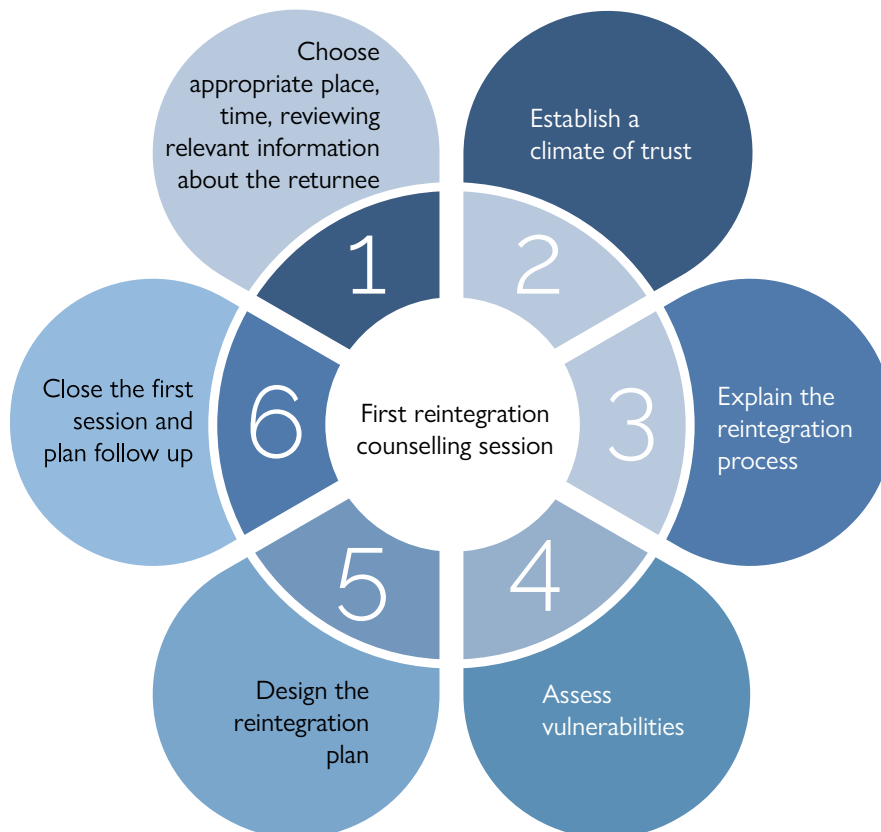 Choose
appropriate place,
time, reviewing
relevant information
about the returnee
1
Establish a
climate of trust
2
Explain the
reintegration
process
3
Assess
vulnerabilities
4
Design the
reintegration
plan
5
Close the first
session and
plan follow up
6
First reintegration
counselling session